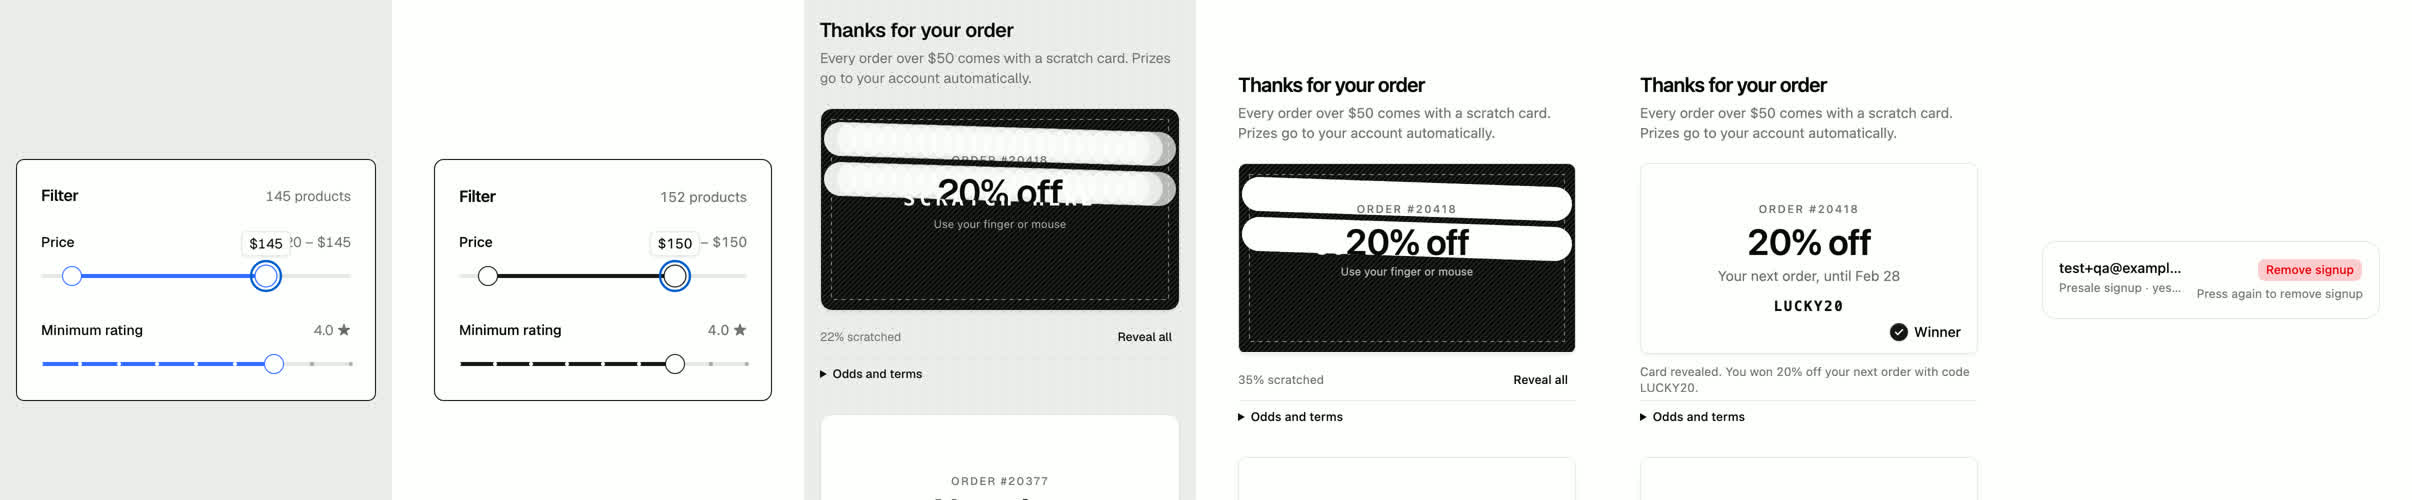 Filter
145 products
Price
$145
20 – $145
Minimum rating
4.0 ★
Filter
152 products
Price
$150
– $150
Minimum rating
4.0 ★
Thanks for your order
Every order over $50 comes with a scratch card. Prizes
go to your account automatically.
ORDER #20418
20% off
Use your finger or mouse
22% scratched
Reveal all
Odds and terms
ORDER #20377
Thanks for your order
Every order over $50 comes with a scratch card.
Prizes go to your account automatically.
ORDER #20418
20% off
Use your finger or mouse
35% scratched
Reveal all
Odds and terms
Thanks for your order
Every order over $50 comes with a scratch card.
Prizes go to your account automatically.
ORDER #20418
20% off
Your next order, until Feb 28
LUCKY20
Winner
Card revealed. You won 20% off your next order with code
LUCKY20.
Odds and terms
test+qa@exampl...
Remove signup
Presale signup · yes...
Press again to remove signup